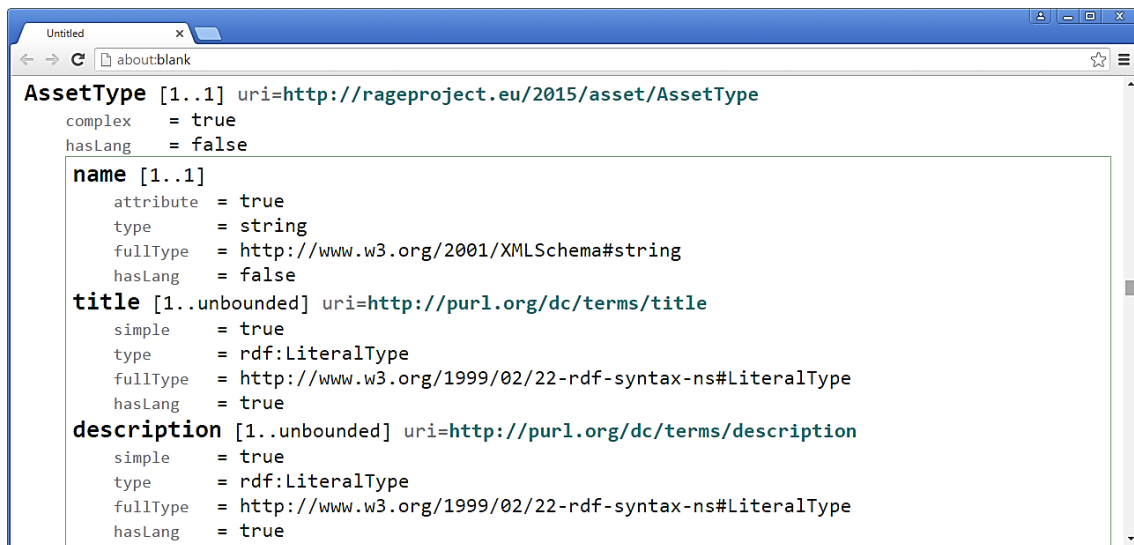 Untitled
about:blank
AssetType [1..1] uri=http://rageproject.eu/2015/asset/AssetType
complex = true
hasLang = false
name [1..1]
attribute = true
type = string
fullType = http://www.w3.org/2001/XMLSchema#string
hasLang = false
title [1..unbounded] uri=http://purl.org/dc/terms/title
simple = true
type = rdf:LiteralType
fullType = http://www.w3.org/1999/02/22-rdf-syntax-ns#LiteralType
hasLang = true
description [1..unbounded] uri=http://purl.org/dc/terms/description
simple = true
type = rdf:LiteralType
fullType = http://www.w3.org/1999/02/22-rdf-syntax-ns#LiteralType
hasLang = true